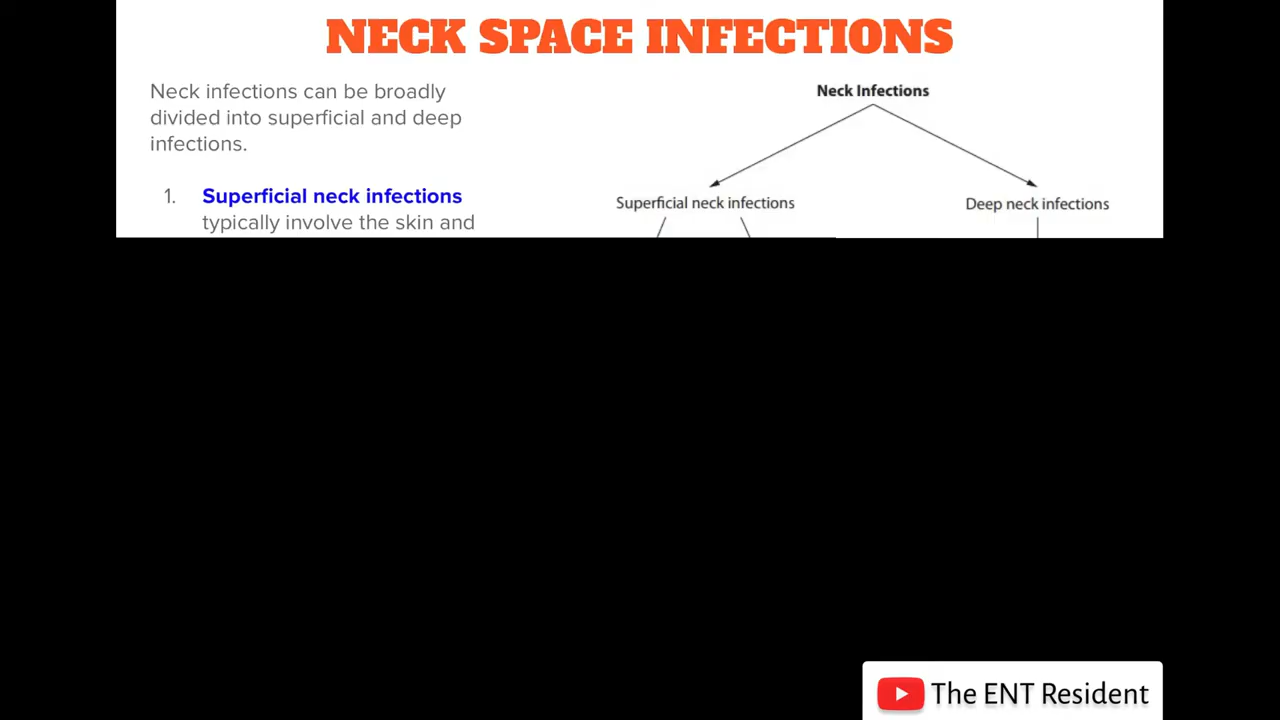 NECK SPACE INFECTIONS
Neck infections can be broadly
divided into superficial and deep
infections.
1. Superficial neck infections
typically involve the skin and
Neck Infections
Superficial neck infections
Deep neck infections
The ENT Resident